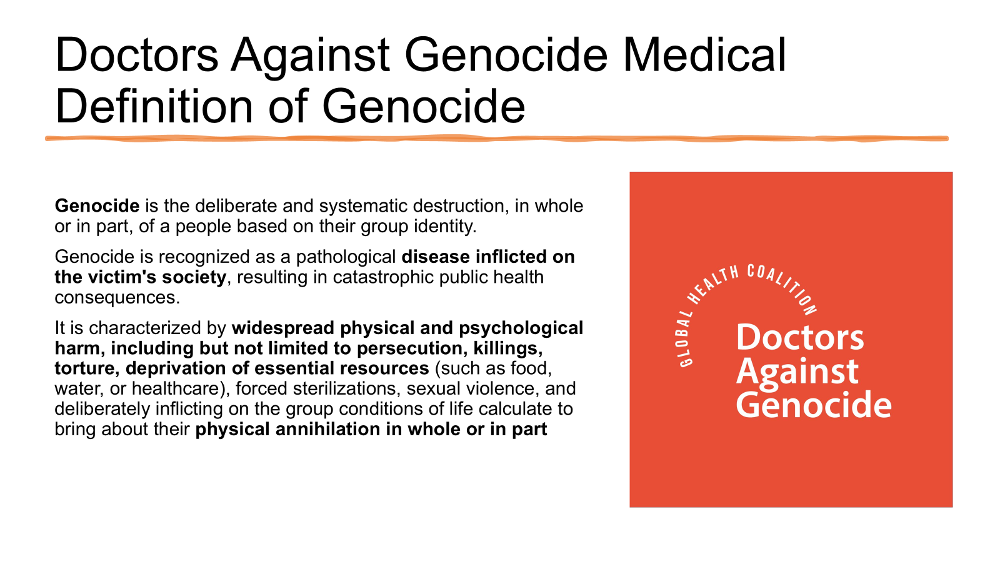 Doctors Against Genocide Medical
Definition of Genocide
Genocide is the deliberate and systematic destruction, in whole
or in part, of a people based on their group identity.
Genocide is recognized as a pathological disease inflicted on
the victim's society, resulting in catastrophic public health
consequences.
It is characterized by widespread physical and psychological
harm, including but not limited to persecution, killings,
torture, deprivation of essential resources (such as food,
water, or healthcare), forced sterilizations, sexual violence, and
deliberately inflicting on the group conditions of life calculate to
bring about their physical annihilation in whole or in part
GLOBAL HEALTH COALITION
Doctors
Against
Genocide